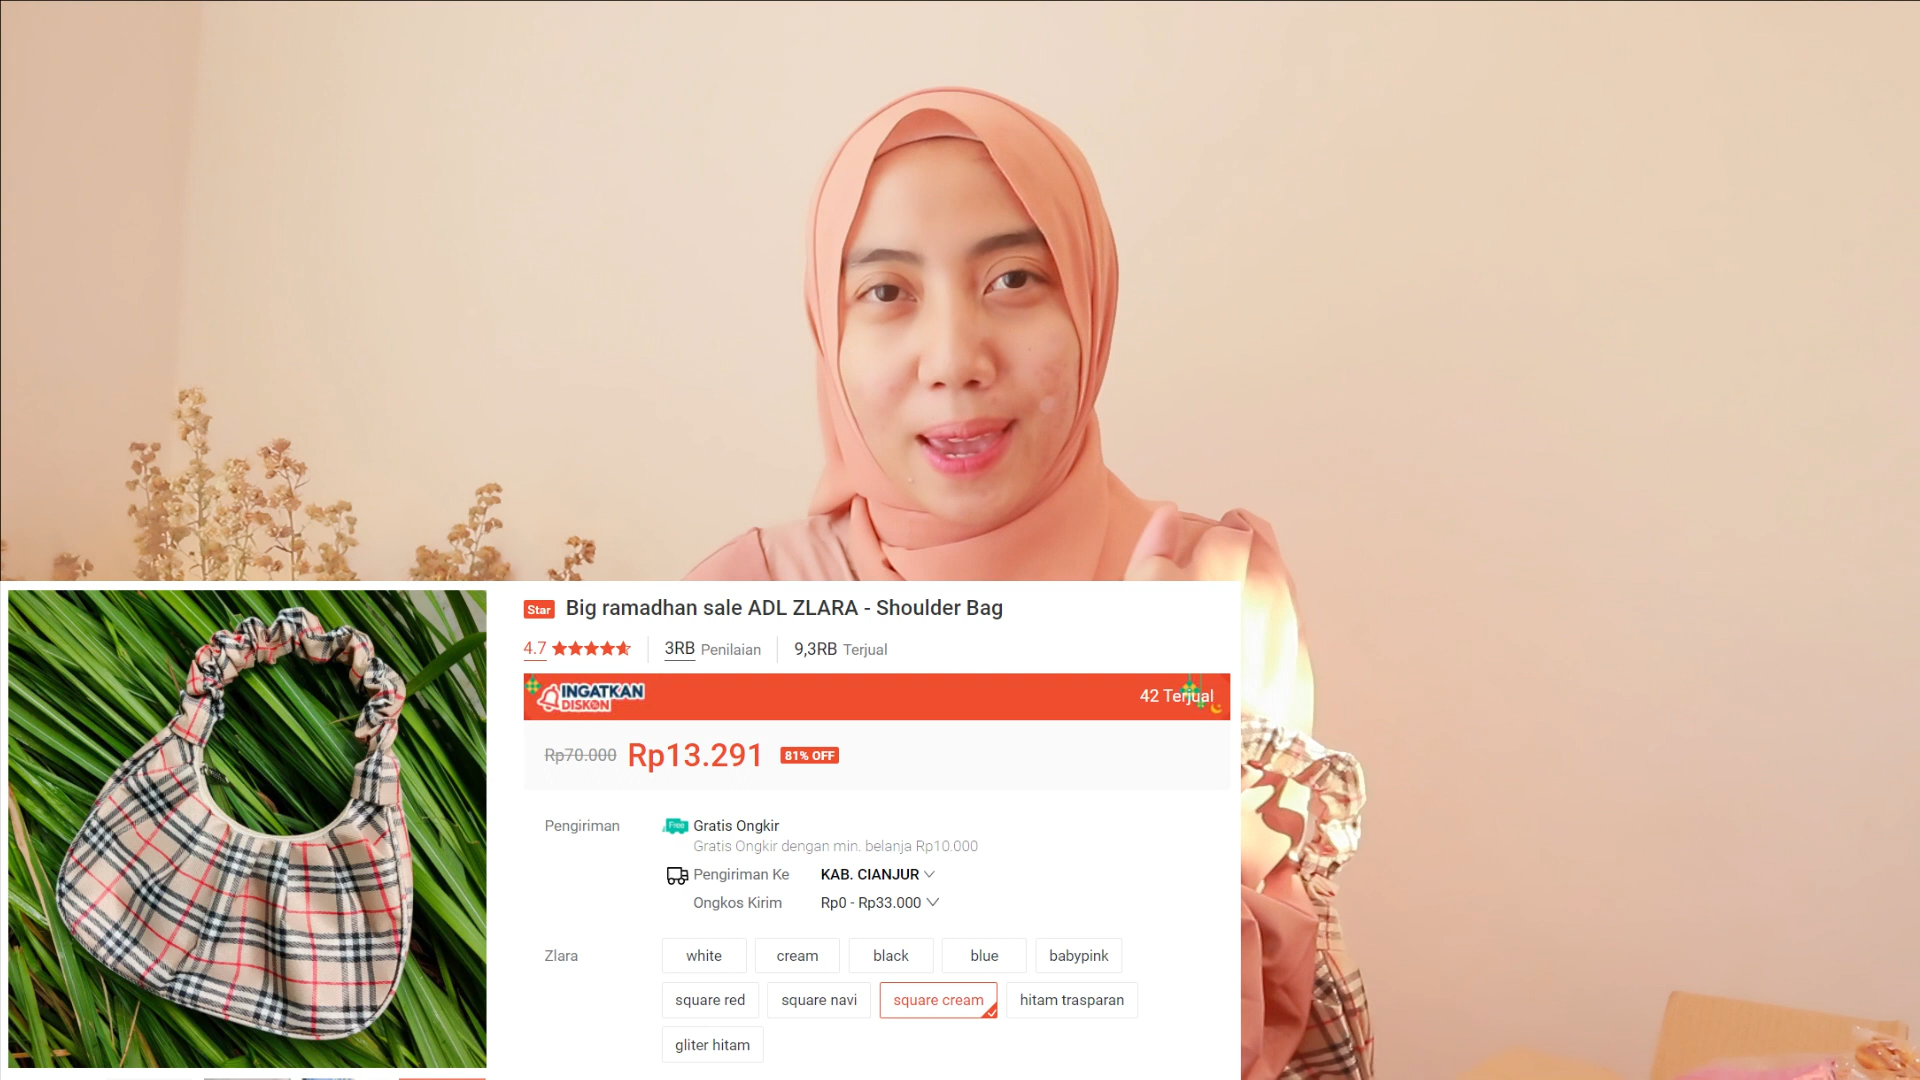 Star Big ramadhan sale ADL ZLARA - Shoulder Bag
4.7 3RB Penilaian 9,3RB Terjual
INGATKAN DISKON 42 Terjual
Rp70.000 Rp13.291 81% OFF
Pengiriman Free Gratis Ongkir
Gratis Ongkir dengan min. belanja Rp10.000
Pengiriman Ke KAB. CIANJUR
Ongkos Kirim Rp0 - Rp33.000
Zlara white cream black blue babypink
square red square navi square cream hitam trasparan
gliter hitam